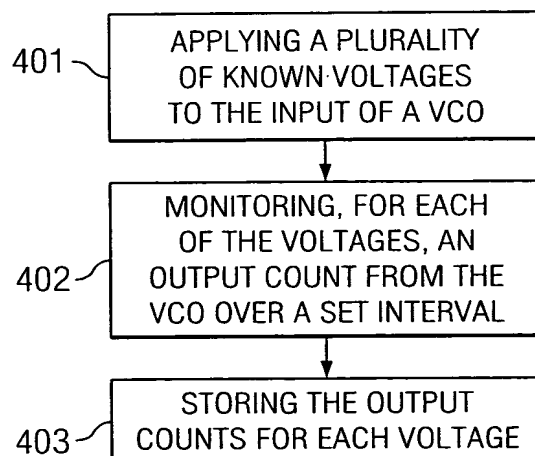 401
APPLYING A PLURALITY
OF KNOWN VOLTAGES
TO THE INPUT OF A VCO
402
MONITORING, FOR EACH
OF THE VOLTAGES, AN
OUTPUT COUNT FROM THE
VCO OVER A SET INTERVAL
403
STORING THE OUTPUT
COUNTS FOR EACH VOLTAGE